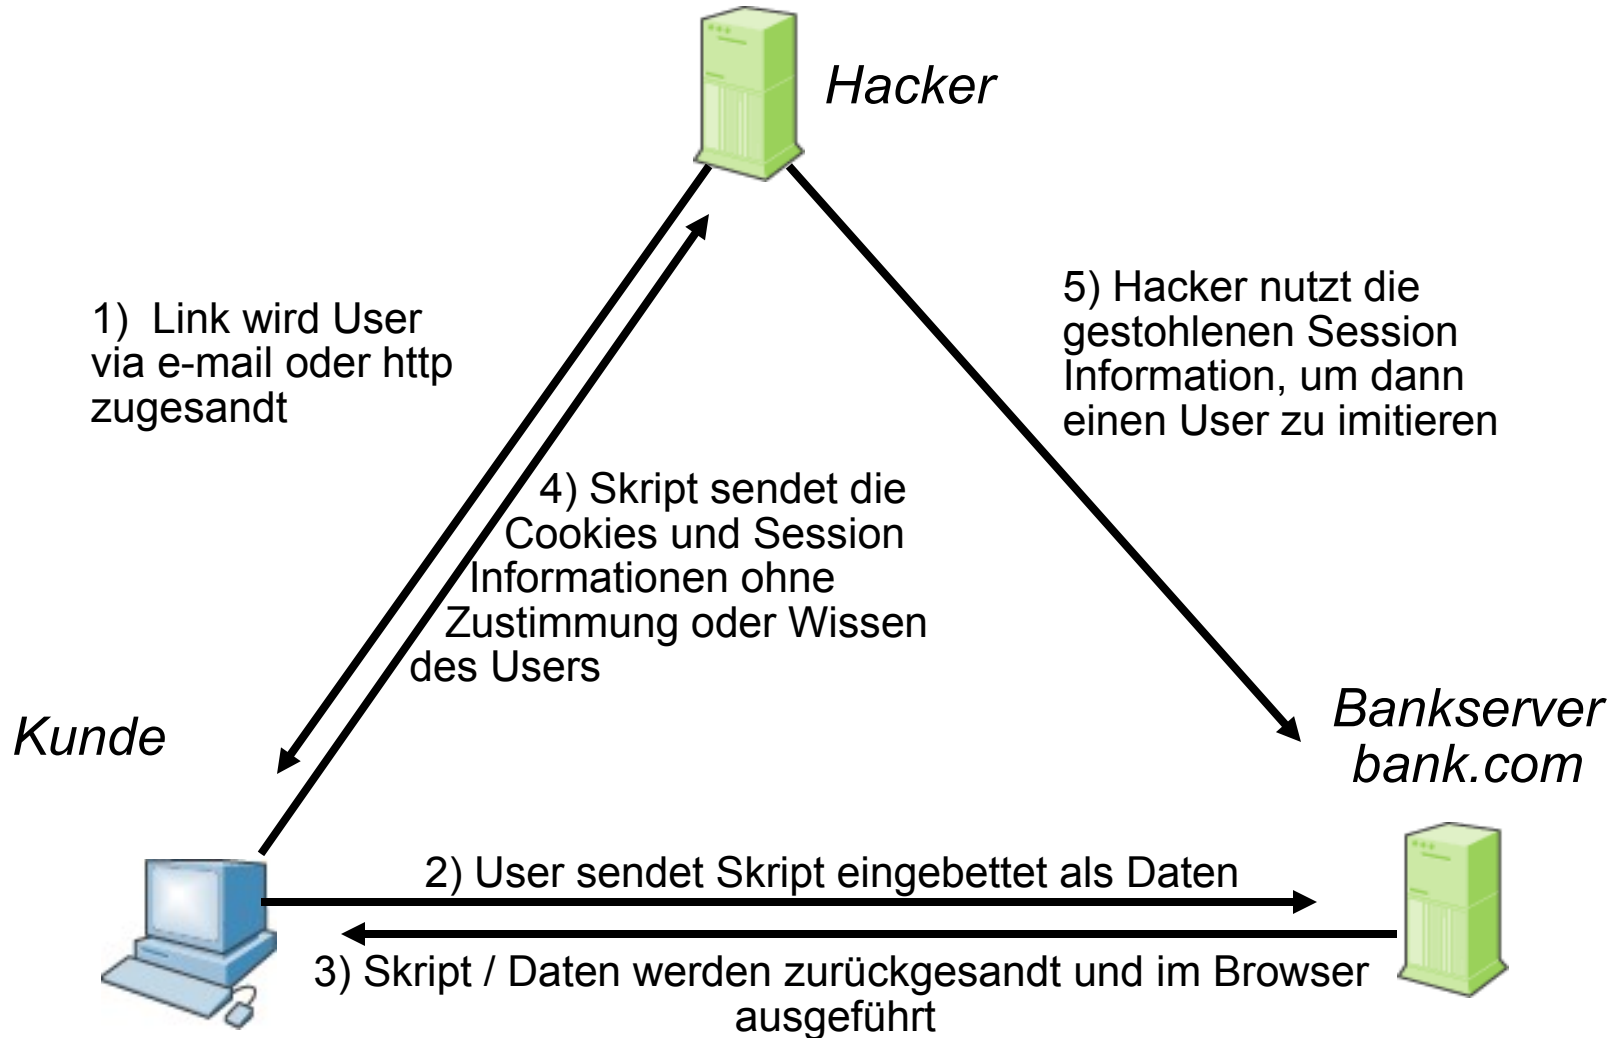 Hacker
1)  Link wird User
via e-mail oder http
zugesandt
5) Hacker nutzt die
gestohlenen Session
Information, um dann
einen User zu imitieren
4) Skript sendet die
Cookies und Session
Informationen ohne
Zustimmung oder Wissen
des Users
Kunde
Bankserver
bank.com
2) User sendet Skript eingebettet als Daten
3) Skript / Daten werden zurückgesandt und im Browser
ausgeführt